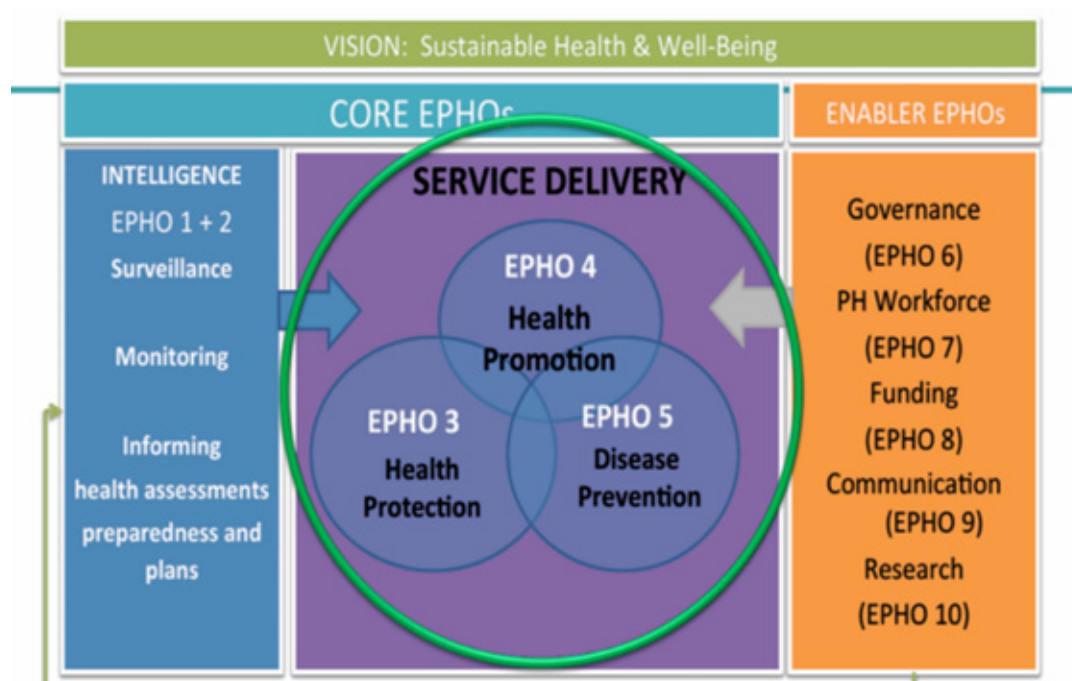 VISION: Sustainable Health & Well-Being
CORE EPHOs
ENABLER EPHOs
INTELLIGENCE
EPHO 1 + 2
Surveillance
Monitoring
Informing
health assessments
preparedness and
plans
SERVICE DELIVERY
EPHO 4
Health
Promotion
EPHO 3
Health
Protection
EPHO 5
Disease
Prevention
Governance
(EPHO 6)
PH Workforce
(EPHO 7)
Funding
(EPHO 8)
Communication
(EPHO 9)
Research
(EPHO 10)